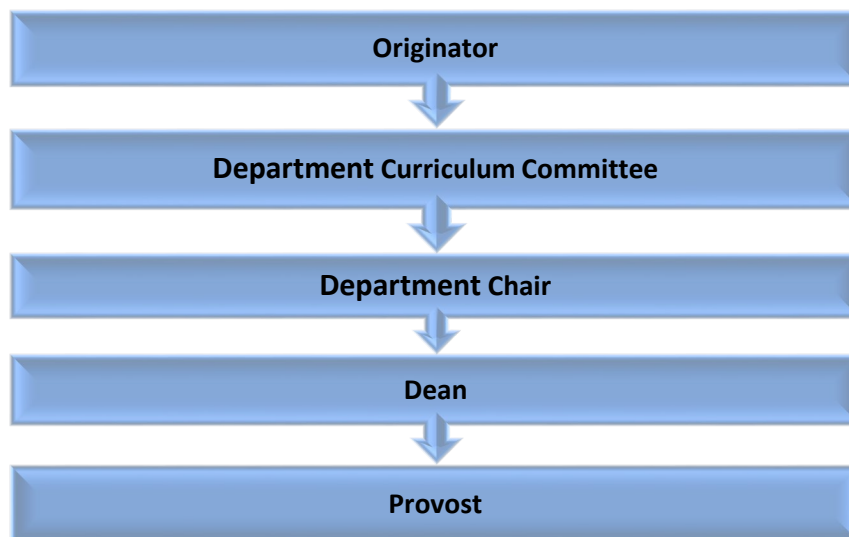 Originator
Department Curriculum Committee
Department Chair
Dean
Provost